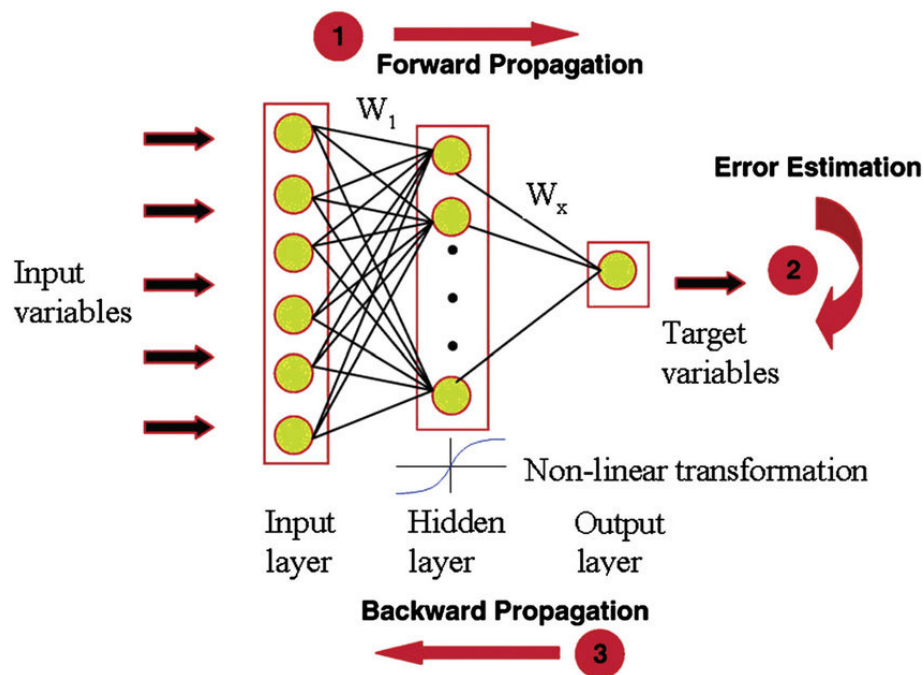 1
Forward Propagation
W1
Wx
Error Estimation
2
Input
variables
Target
variables
Non-linear transformation
Input
layer
Hidden
layer
Output
layer
Backward Propagation
3